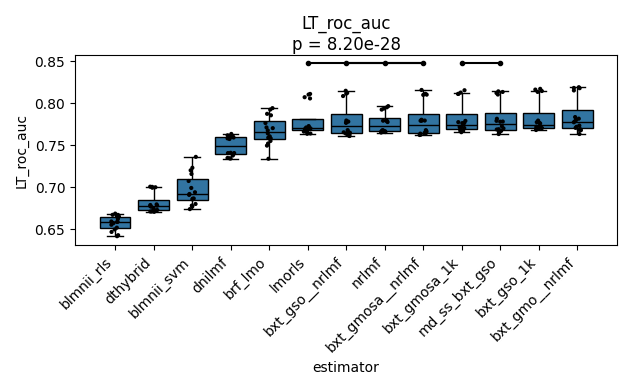 LT_roc_auc
p = 8.20e-28
0.85
0.80
0.75
0.70
0.65
LT_roc_auc
blmnii_rls
dthybrid
blmnii_svm
dnilmf
brf_lmo
lmorls
bxt_gso__nrlmf
nrlmf
bxt_gmosa__nrlmf
bxt_gmosa_1k
md_ss_bxt_gso
bxt_gso_1k
bxt_gmo__nrlmf
estimator